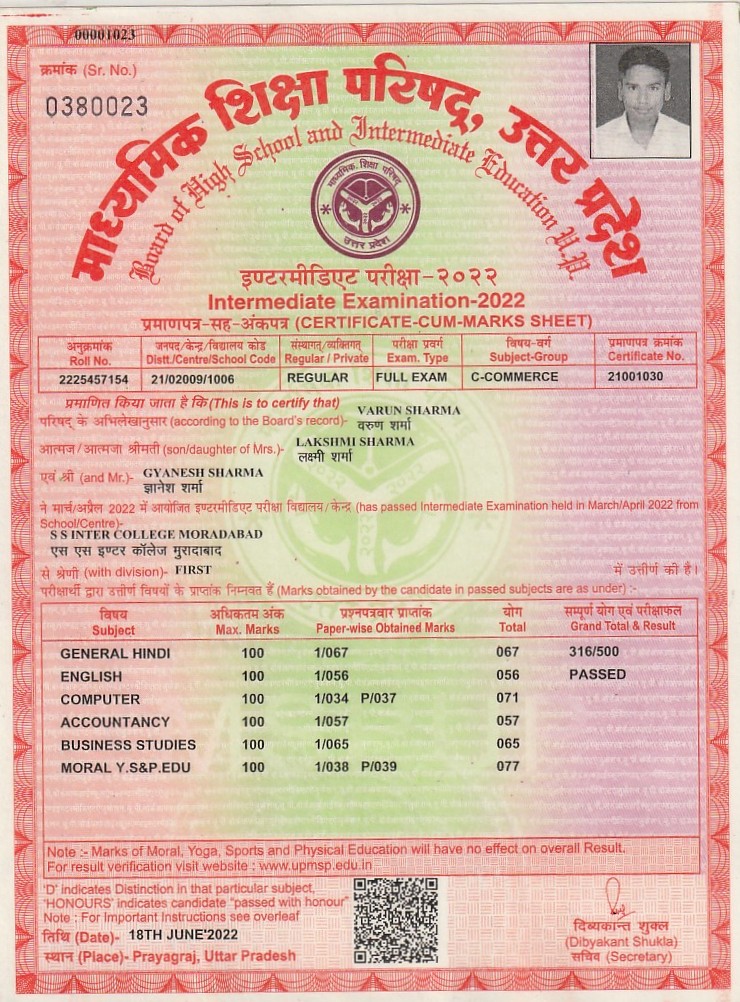 00001023
क्रमांक (Sr. No.)
0380023
माध्यमिक शिक्षा परिषद्, उत्तर प्रदेश
Board of High School and Intermediate Education U.P.
माध्यमिक शिक्षा परिषद्
उत्तर प्रदेश
इण्टरमीडिएट परीक्षा-२०२२
Intermediate Examination-2022
प्रमाणपत्र-सह-अंकपत्र (CERTIFICATE-CUM-MARKS SHEET)
अनुक्रमांक जनपद/केन्द्र/विद्यालय कोड संस्थागत/व्यक्तिगत परीक्षा प्रवर्ग विषय-वर्ग प्रमाणपत्र क्रमांक
Roll No. Distt./Centre/School Code Regular / Private Exam. Type Subject-Group Certificate No.
2225457154 21/02009/1006 REGULAR FULL EXAM C-COMMERCE 21001030
प्रमाणित किया जाता है कि (This is to certify that)
VARUN SHARMA
परिषद् के अभिलेखानुसार (according to the Board's record)- वरुण शर्मा
LAKSHMI SHARMA
आत्मज/आत्मजा श्रीमती (son/daughter of Mrs.)- लक्ष्मी शर्मा
एवं श्री (and Mr.)- GYANESH SHARMA
ज्ञानेश शर्मा
ने मार्च/अप्रैल 2022 में आयोजित इण्टरमीडिएट परीक्षा विद्यालय/केन्द्र (has passed Intermediate Examination held in March/April 2022 from
School/Centre)-
S S INTER COLLEGE MORADABAD
एस एस इण्टर कॉलेज मुरादाबाद
से श्रेणी (with division)- FIRST में उत्तीर्ण की है।
परीक्षार्थी द्वारा उत्तीर्ण विषयों के प्राप्तांक निम्नवत हैं (Marks obtained by the candidate in passed subjects are as under) :-
विषय अधिकतम अंक प्रश्नपत्रवार प्राप्तांक योग सम्पूर्ण योग एवं परीक्षाफल
Subject Max. Marks Paper-wise Obtained Marks Total Grand Total & Result
GENERAL HINDI 100 1/067 067 316/500
ENGLISH 100 1/056 056 PASSED
COMPUTER 100 1/034 P/037 071
ACCOUNTANCY 100 1/057 057
BUSINESS STUDIES 100 1/065 065
MORAL Y.S&P.EDU 100 1/038 P/039 077
Note :- Marks of Moral, Yoga, Sports and Physical Education will have no effect on overall Result.
For result verification visit website : www.upmsp.edu.in
'D' indicates Distinction in that particular subject,
'HONOURS' indicates candidate "passed with honour"
Note : For Important Instructions see overleaf
तिथि (Date)- 18TH JUNE'2022
स्थान (Place)- Prayagraj, Uttar Pradesh
दिव्यकान्त शुक्ल
(Dibyakant Shukla)
सचिव (Secretary)